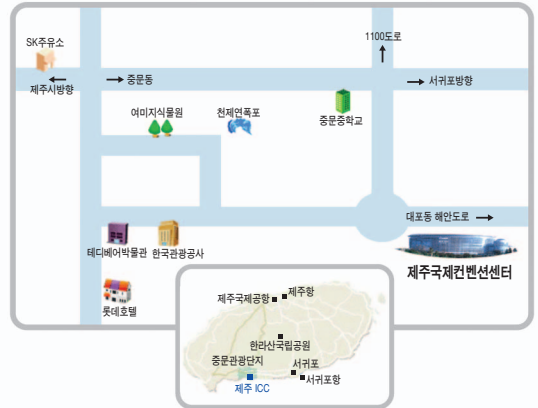 SK주유소
1100도로
제주시방향
중문동
서귀포방향
여미지식물원
천제연폭포
중문중학교
대포동 해안도로
테디베어박물관
한국관광공사
제주국제컨벤션센터
롯데호텔
제주국제공항
제주항
한라산국립공원
중문관광단지
서귀포
서귀포항
제주 ICC